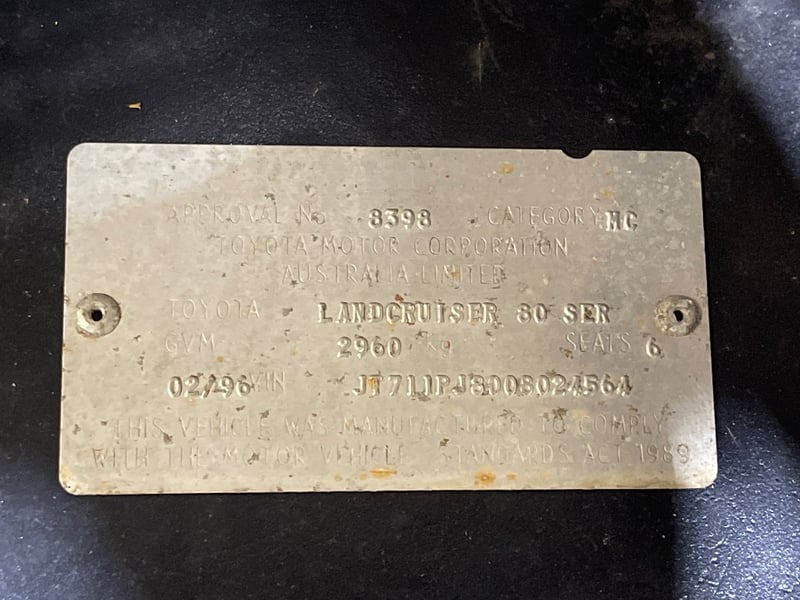 APPROVAL No 8398 CATEGORY MC
TOYOTA MOTOR CORPORATION
AUSTRALIA LIMITED
TOYOTA LANDCRUISER 80 SER
GVM 2960 Kg SEATS 6
02/96 VIN JT711PJ8008024564
THIS VEHICLE WAS MANUFACTURED TO COMPLY
WITH THE MOTOR VEHICLE STANDARDS ACT 1989